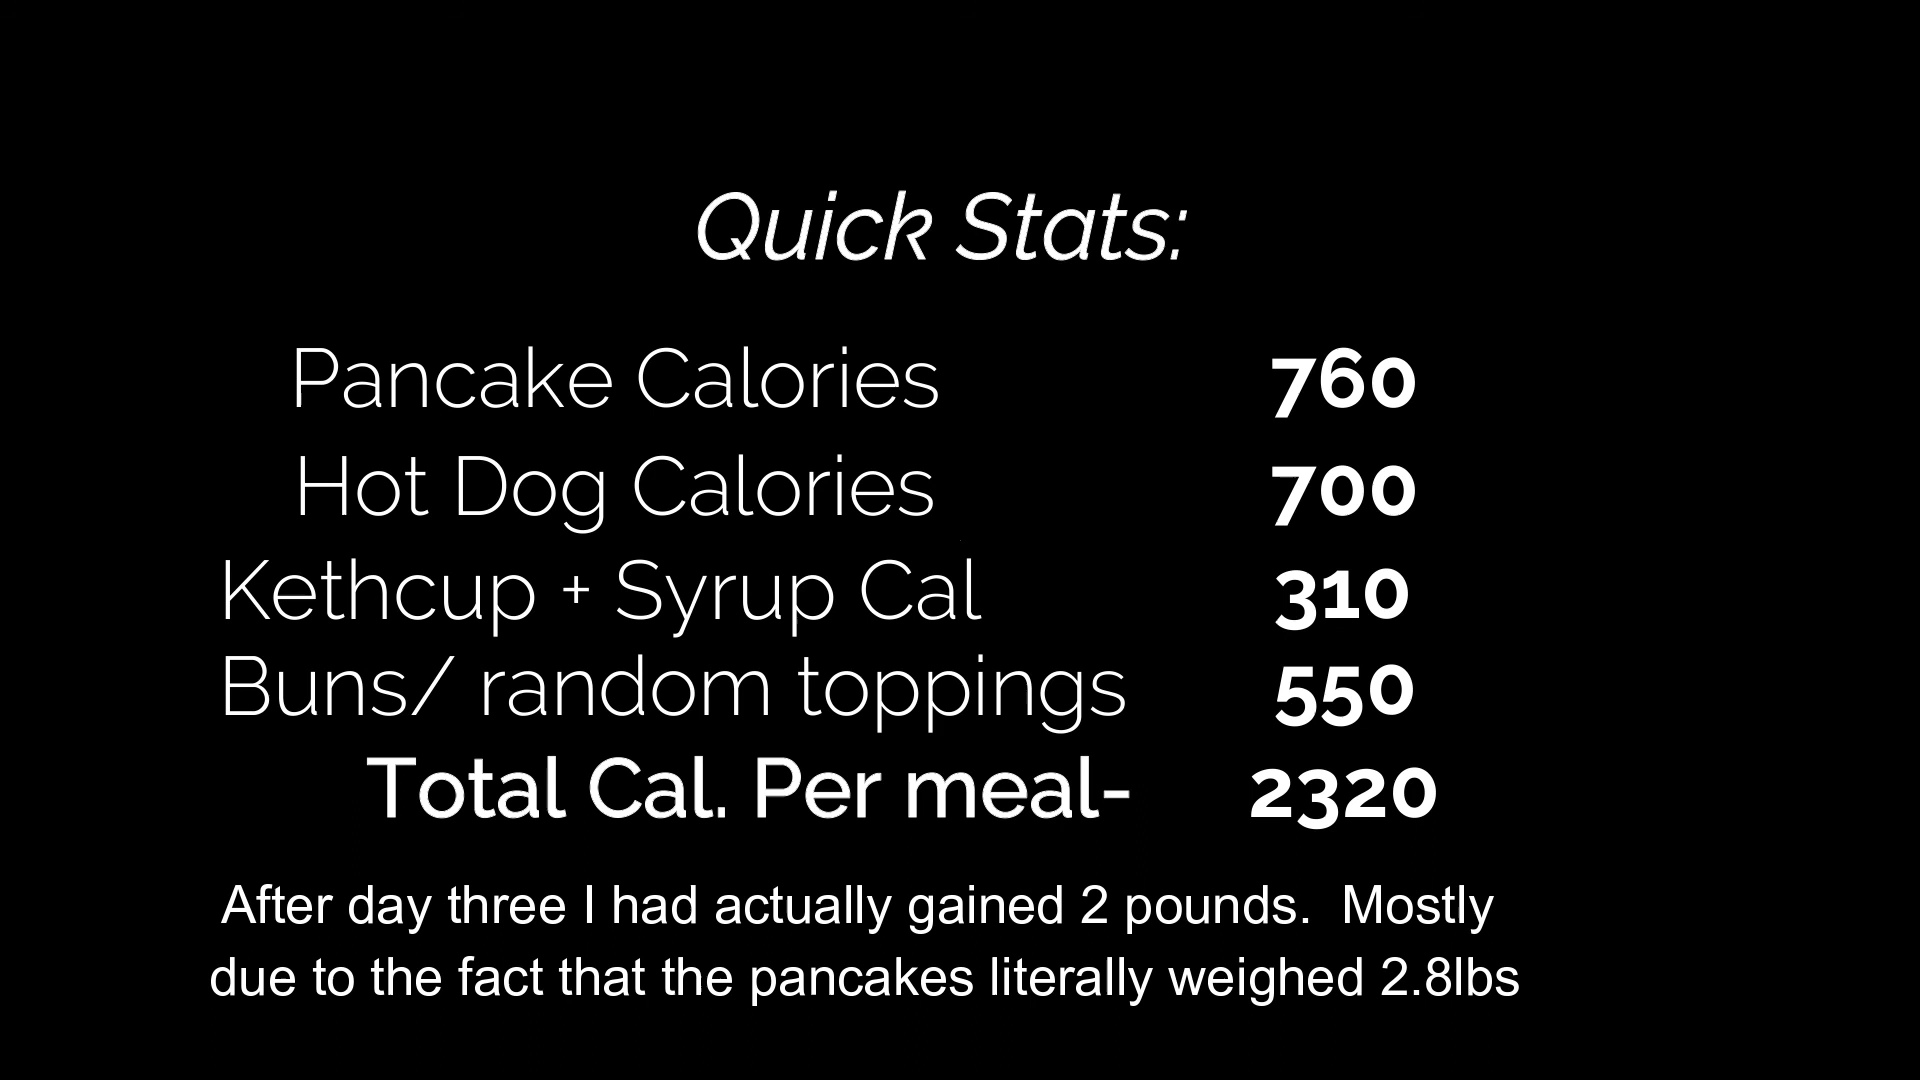 Quick Stats:
Pancake Calories 760
Hot Dog Calories 700
Kethcup + Syrup Cal 310
Buns/ random toppings 550
Total Cal. Per meal- 2320
After day three I had actually gained 2 pounds.  Mostly
due to the fact that the pancakes literally weighed 2.8lbs